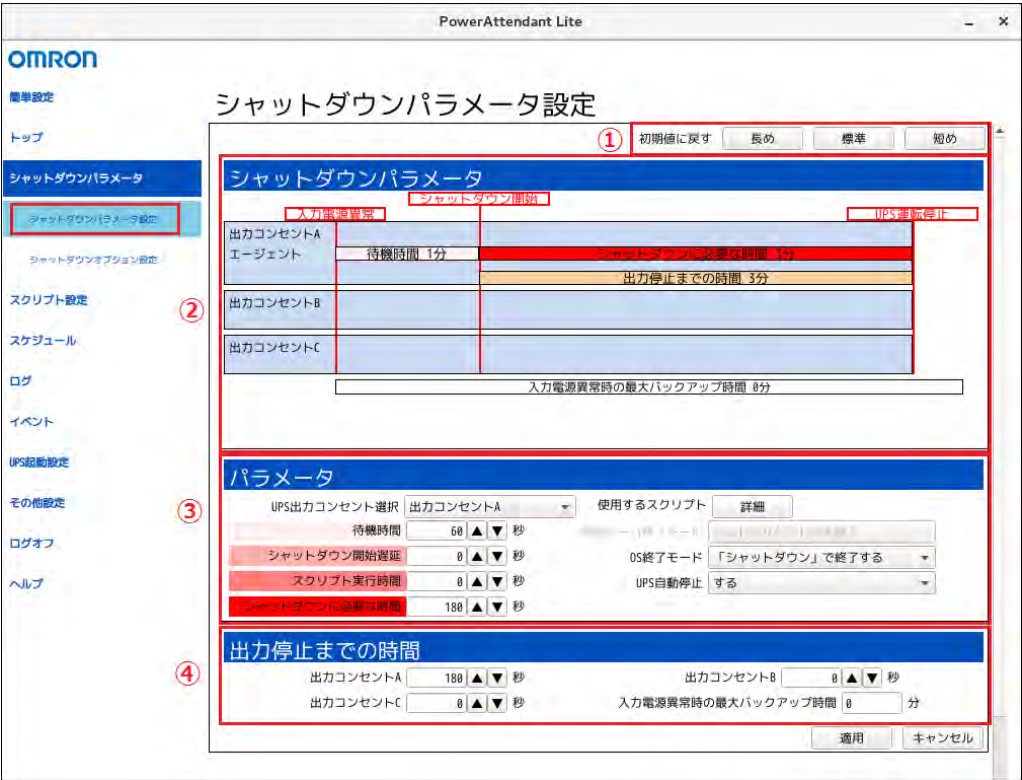 PowerAttendant Lite
OMRON
簡単設定
トップ
シャットダウンパラメータ
シャットダウンパラメータ設定
シャットダウンオプション設定
スクリプト設定
スケジュール
ログ
イベント
UPS起動設定
その他設定
ログオフ
ヘルプ
シャットダウンパラメータ設定
① 初期値に戻す 長め 標準 短め
②
シャットダウンパラメータ
シャットダウン開始
入力電源異常 UPS運転停止
出力コンセントA
エージェント 待機時間 1分 シャットダウンに必要な時間 3分
出力停止までの時間 3分
出力コンセントB
出力コンセントC
入力電源異常時の最大バックアップ時間 0分
③
パラメータ
UPS出力コンセント選択 出力コンセントA 使用するスクリプト 詳細
待機時間 60 ▲ ▼ 秒
シャットダウン開始遅延 0 ▲ ▼ 秒 OS終了モード 「シャットダウン」で終了する
スクリプト実行時間 0 ▲ ▼ 秒 UPS自動停止 する
シャットダウンに必要な時間 180 ▲ ▼ 秒
④
出力停止までの時間
出力コンセントA 180 ▲ ▼ 秒 出力コンセントB 0 ▲ ▼ 秒
出力コンセントC 0 ▲ ▼ 秒 入力電源異常時の最大バックアップ時間 0 分
適用 キャンセル